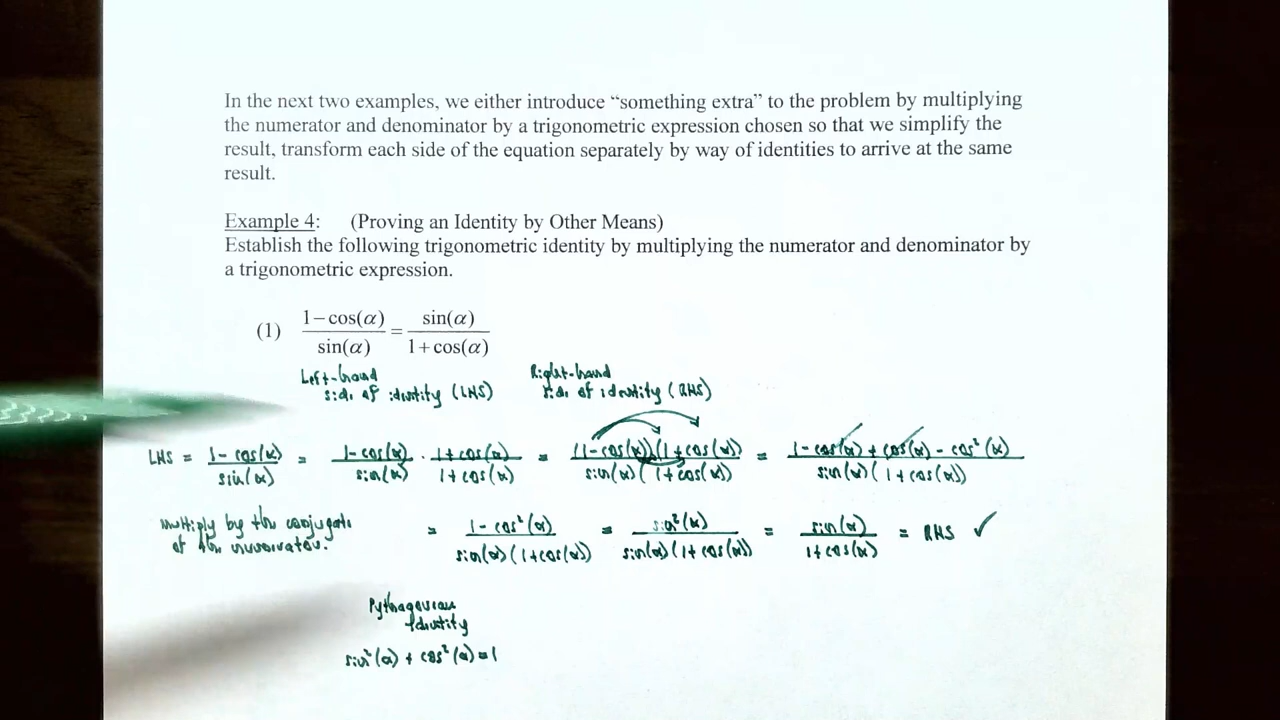 In the next two examples, we either introduce “something extra” to the problem by multiplying
the numerator and denominator by a trigonometric expression chosen so that we simplify the
result, transform each side of the equation separately by way of identities to arrive at the same
result.
Example 4: (Proving an Identity by Other Means)
Establish the following trigonometric identity by multiplying the numerator and denominator by
a trigonometric expression.
(1) (1−cos(α))/(sin(α)) = (sin(α))/(1+cos(α))
Left-hand side of identity (LHS)
Right-hand side of identity (RHS)
LHS = (1-cos(α))/(sin(α)) = (1-cos(α))/(sin(α)) · (1+cos(α))/(1+cos(α)) = ((1-cos(α))(1+cos(α)))/(sin(α)(1+cos(α))) = (1-cos(α)+cos(α)-cos²(α))/(sin(α)(1+cos(α)))
Multiply by the conjugate
of the numerator.
= (1-cos²(α))/(sin(α)(1+cos(α))) = (sin²(α))/(sin(α)(1+cos(α))) = (sin(α))/(1+cos(α)) = RHS ✓
Pythagorean
Identity
sin²(α) + cos²(α) = 1